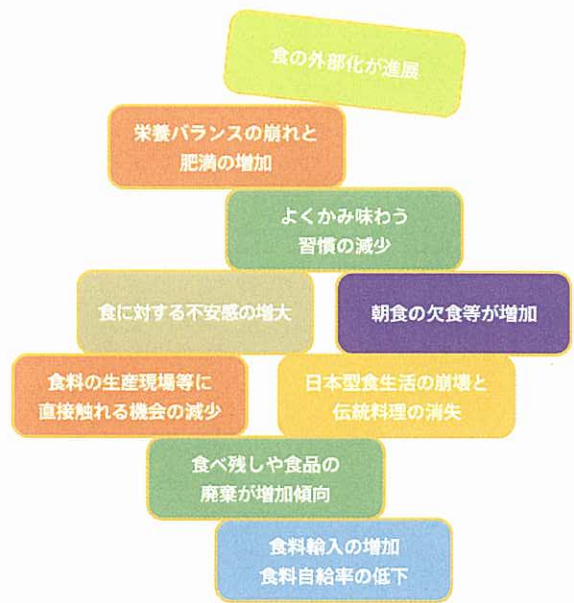 食の外部化が進展
栄養バランスの崩れと
肥満の増加
よくかみ味わう
習慣の減少
食に対する不安感の増大
朝食の欠食等が増加
食料の生産現場等に
直接触れる機会の減少
日本型食生活の崩壊と
伝統料理の消失
食べ残しや食品の
廃棄が増加傾向
食料輸入の増加
食料自給率の低下